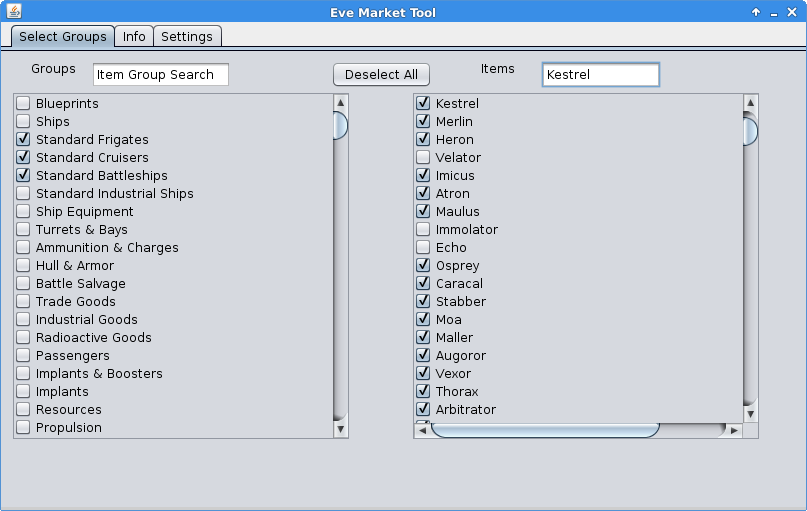 Eve Market Tool
Select Groups Info Settings
Groups Item Group Search Deselect All Items Kestrel
Blueprints
Ships
Standard Frigates
Standard Cruisers
Standard Battleships
Standard Industrial Ships
Ship Equipment
Turrets & Bays
Ammunition & Charges
Hull & Armor
Battle Salvage
Trade Goods
Industrial Goods
Radioactive Goods
Passengers
Implants & Boosters
Implants
Resources
Propulsion
Kestrel
Merlin
Heron
Velator
Imicus
Atron
Maulus
Immolator
Echo
Osprey
Caracal
Stabber
Moa
Maller
Augoror
Vexor
Thorax
Arbitrator